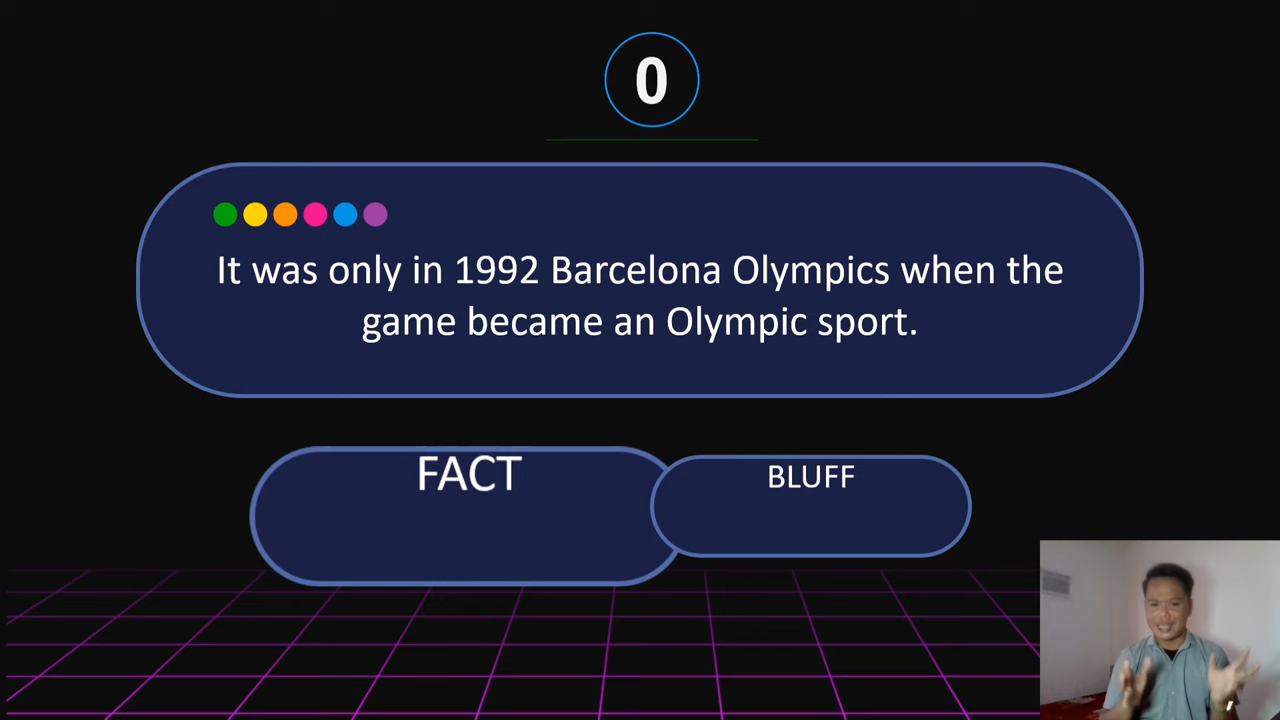 0
It was only in 1992 Barcelona Olympics when the
game became an Olympic sport.
FACT
BLUFF